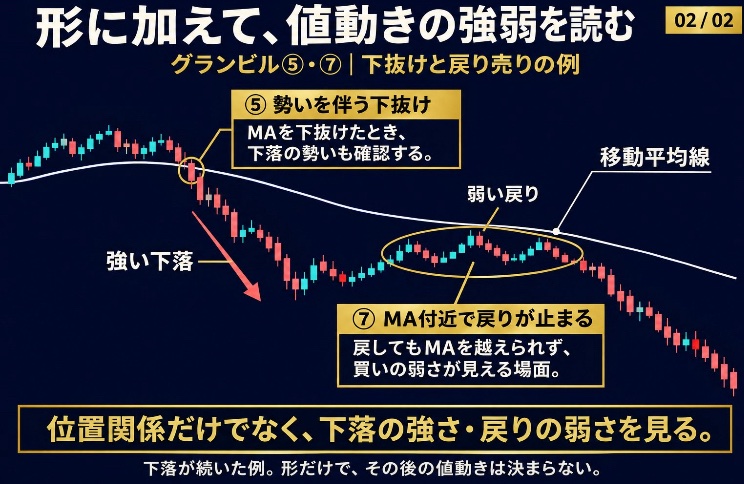 形に加えて、値動きの強弱を読む
02 / 02
グランビル⑤・⑦｜下抜けと戻り売りの例
⑤ 勢いを伴う下抜け
MAを下抜けたとき、
下落の勢いも確認する。
移動平均線
弱い戻り
強い下落
⑦ MA付近で戻りが止まる
戻してもMAを越えられず、
買いの弱さが見える場面。
位置関係だけでなく、下落の強さ・戻りの弱さを見る。
下落が続いた例。形だけで、その後の値動きは決まらない。